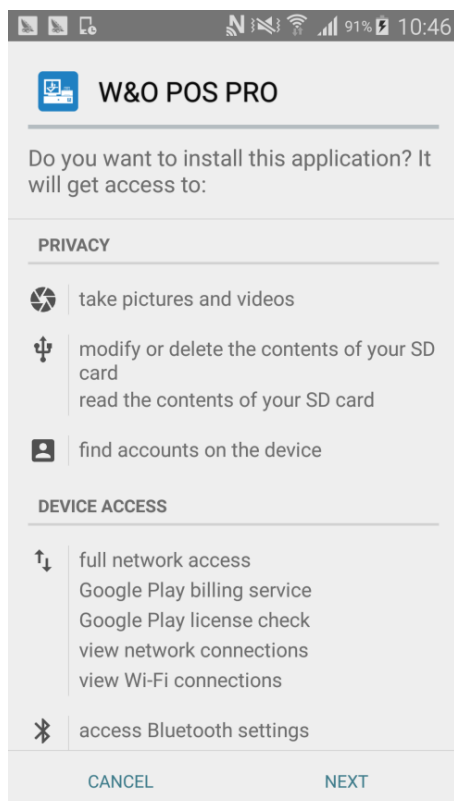 91% 10:46
W&O POS PRO
Do you want to install this application? It
will get access to:
PRIVACY
take pictures and videos
modify or delete the contents of your SD
card
read the contents of your SD card
find accounts on the device
DEVICE ACCESS
full network access
Google Play billing service
Google Play license check
view network connections
view Wi-Fi connections
access Bluetooth settings
CANCEL NEXT